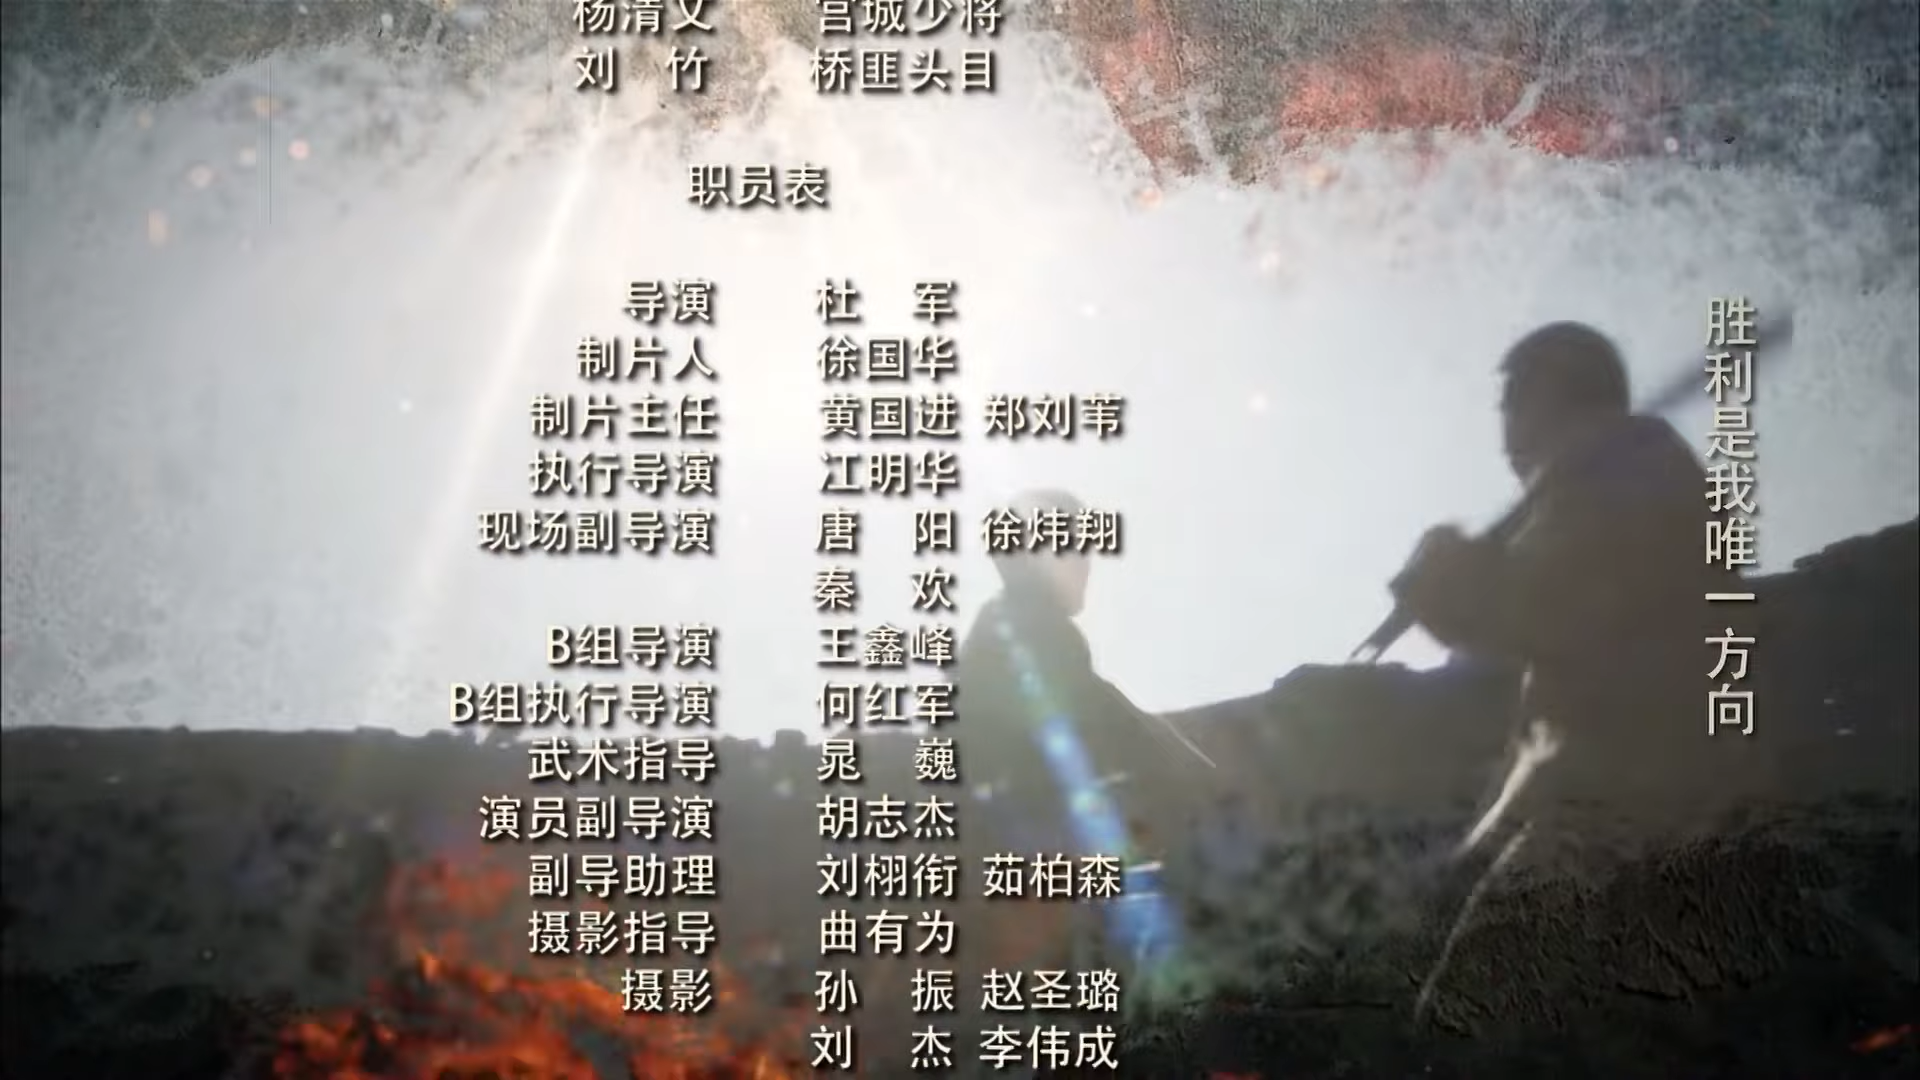 杨清文 宫城少将
刘 竹 桥匪头目
职员表
导演 杜 军
制片人 徐国华
制片主任 黄国进 郑刘苇
执行导演 江明华
现场副导演 唐 阳 徐炜翔
秦 欢
B组导演 王鑫峰
B组执行导演 何红军
武术指导 晁 巍
演员副导演 胡志杰
副导助理 刘栩衔 茹柏森
摄影指导 曲有为
摄影 孙 振 赵圣璐
刘 杰 李伟成
胜利是我唯一方向